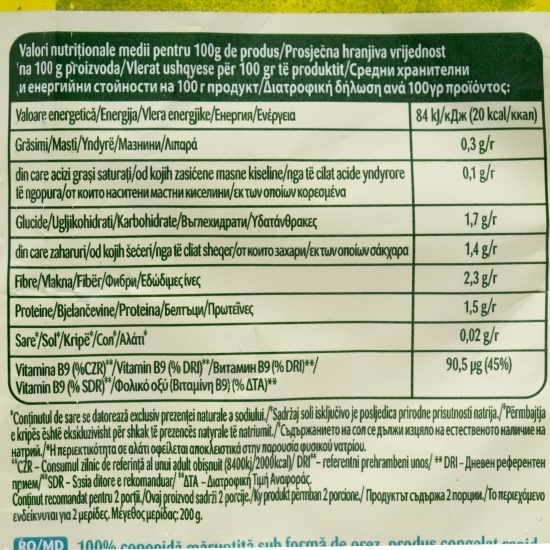 Valori nutriționale medii pentru 100g de produs/Prosječna hranjiva vrijednost
na 100 g proizvoda/Vlerat ushqyese për 100 gr të produktit/Средни хранителни
и енергийни стойности на 100 г продукт/Διατροφική δήλωση ανά 100γρ προϊόντος:
Valoare energetică/Energija/Vlera energjike/Енергия/Ενέργεια 84 kJ/кДж (20 kcal/ккал)
Grăsimi/Masti/Yndyrë/Мазнини/Λιπαρά 0,3 g/г
din care acizi grași saturați/od kojih zasićene masne kiseline/nga të cilat acide yndyrore 0,1 g/г
të ngopura/от които наситени мастни киселини/εκ των οποίων κορεσμένα
Glucide/Ugljikohidrati/Karbohidrate/Въглехидрати/Υδατάνθρακες 1,7 g/г
din care zaharuri/od kojih šećeri/nga të cliat sheqer/от които захари/εκ των οποίων σάκχαρα 1,4 g/г
Fibre/Vlakna/Fibër/Фибри/Εδώδιμες ίνες 2,3 g/г
Proteine/Bjelančevine/Proteina/Белтъци/Πρωτεΐνες 1,5 g/г
Sare*/Sol*/Kripë*/Сол*/Αλάτι* 0,02 g/г
Vitamina B9 (%CZR)**/Vitamin B9 (% DRI)**/Витамин B9 (% DRI)**/ 90,5 µg (45%)
Vitamin B9 (% SDR)**/Φολικό οξύ (Βιταμίνη Β9) (% ΔΤΑ)**
*Conținutul de sare se datorează exclusiv prezenței naturale a sodiului./*Sadržaj soli isključivo je posljedica prirodne prisutnosti natrija./*Përmbajtja
e kripës është ekskluzivisht për shkak të prezencës natyrale të natriumit./*Съдържанието на сол се дължи изцяло на естественото наличие на
натрий./*Η περιεκτικότητα σε αλάτι οφείλεται αποκλειστικά στην παρουσία φυσικού νατρίου.
**CZR – Consumul zilnic de referință al unui adult obișnuit (8400kj/2000kcal)/ DRI** – referentni prehrambeni unos/ ** DRI – Дневен референтен
прием/**SDR – Sasia ditore e rekomanduar/**ΔΤΑ – Διατροφική Τιμή Αναφοράς.
Conținut recomandat pentru 2 porții./Ovaj proizvod sadrži 2 porcije./Ky produkt përmban 2 porcione./ Продуктът съдържа 2 порции./Το περιεχόμενο
ενδείκνυται για 2 μερίδες. Μέγεθος μερίδας: 200 g.
RO/MD 100%